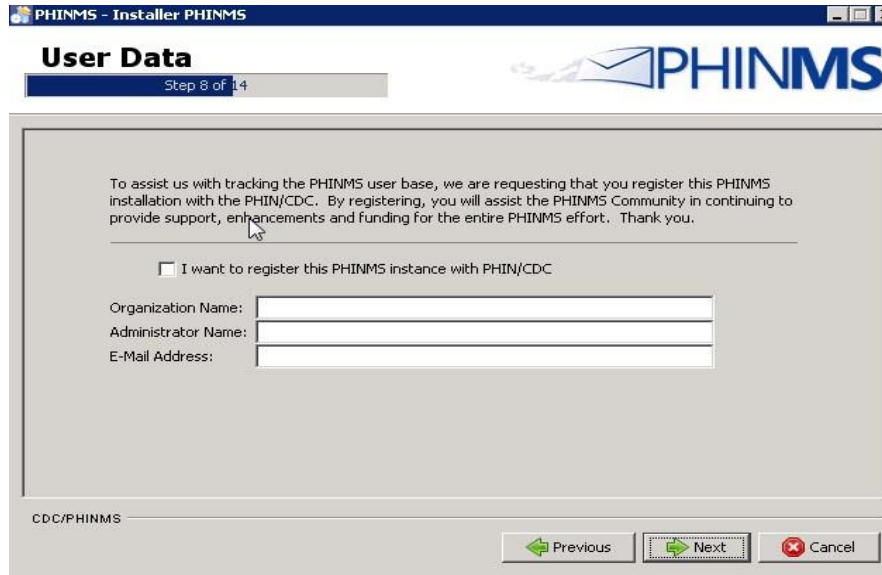 PHINMS - Installer PHINMS
User Data
Step 8 of 14
PHINMS
To assist us with tracking the PHINMS user base, we are requesting that you register this PHINMS
installation with the PHIN/CDC. By registering, you will assist the PHINMS Community in continuing to
provide support, enhancements and funding for the entire PHINMS effort. Thank you.
I want to register this PHINMS instance with PHIN/CDC
Organization Name:
Administrator Name:
E-Mail Address:
CDC/PHINMS
Previous Next Cancel